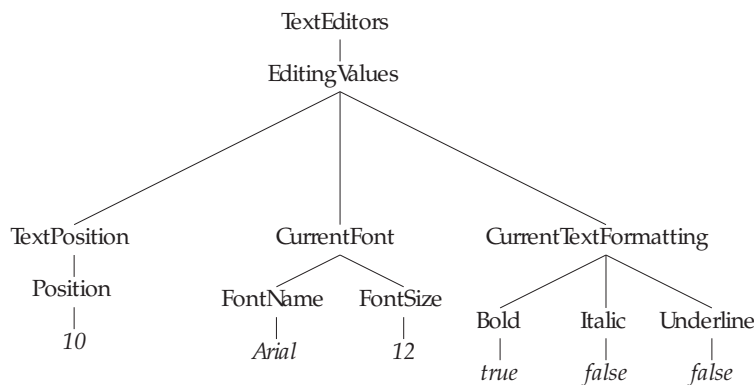 TextEditors
EditingValues
TextPosition CurrentFont CurrentTextFormatting
Position FontName FontSize Bold Italic Underline
10 Arial 12 true false false